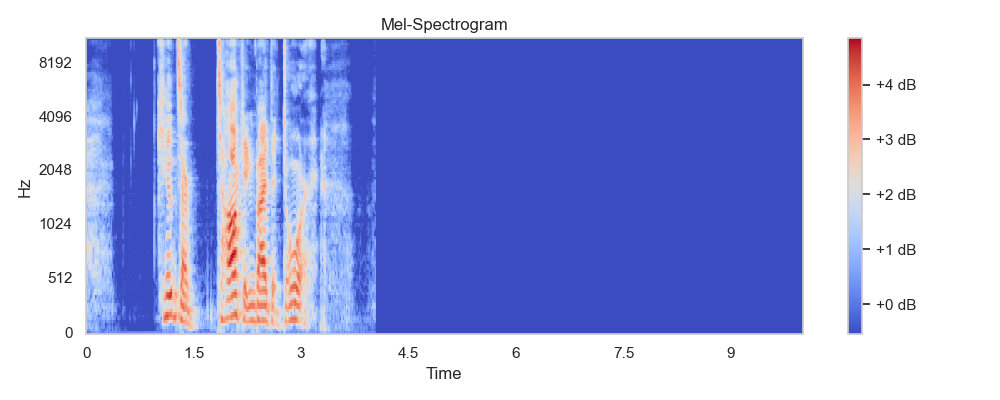 Mel-Spectrogram
8192
4096
2048
1024
512
0
Hz
0 1.5 3 4.5 6 7.5 9
Time
+4 dB
+3 dB
+2 dB
+1 dB
+0 dB